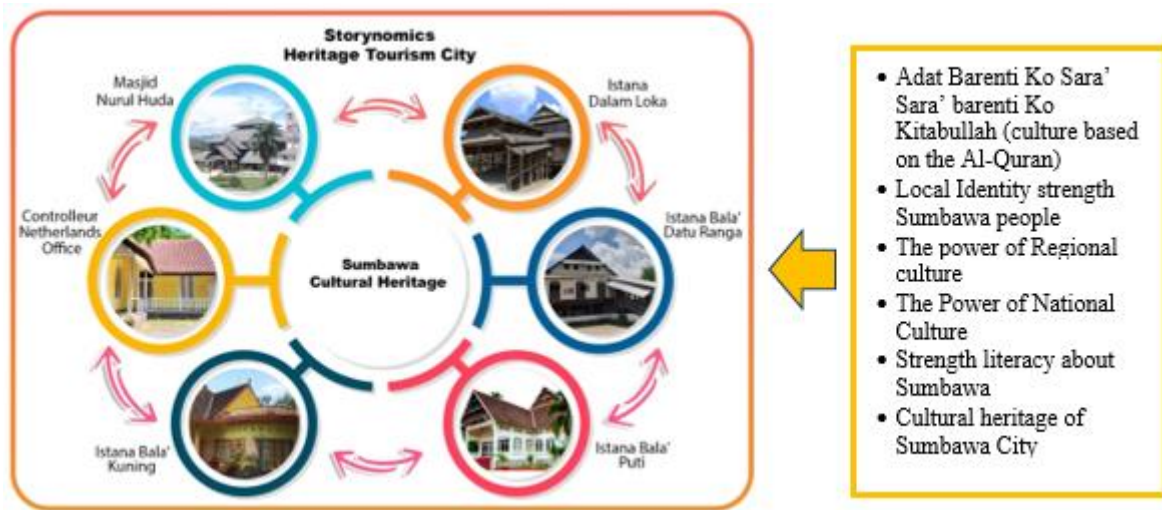 Storynomics
Heritage Tourism City
Masjid
Nurul Huda
Istana
Dalam Loka
Controlleur
Netherlands
Office
Istana Bala'
Datu Ranga
Sumbawa
Cultural Heritage
Istana Bala'
Kuning
Istana Bala'
Puti
• Adat Barenti Ko Sara'
Sara' barenti Ko
Kitabullah (culture based
on the Al-Quran)
• Local Identity strength
Sumbawa people
• The power of Regional
culture
• The Power of National
Culture
• Strength literacy about
Sumbawa
• Cultural heritage of
Sumbawa City